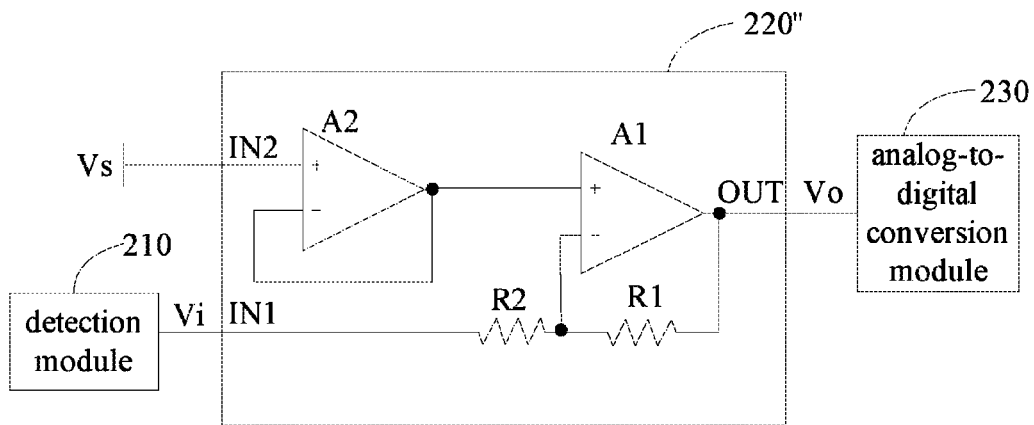 220"
230
A2
A1
Vs
IN2
+
−
+
−
OUT
Vo
analog-to-
digital
conversion
module
210
detection
module
Vi
IN1
R2
R1